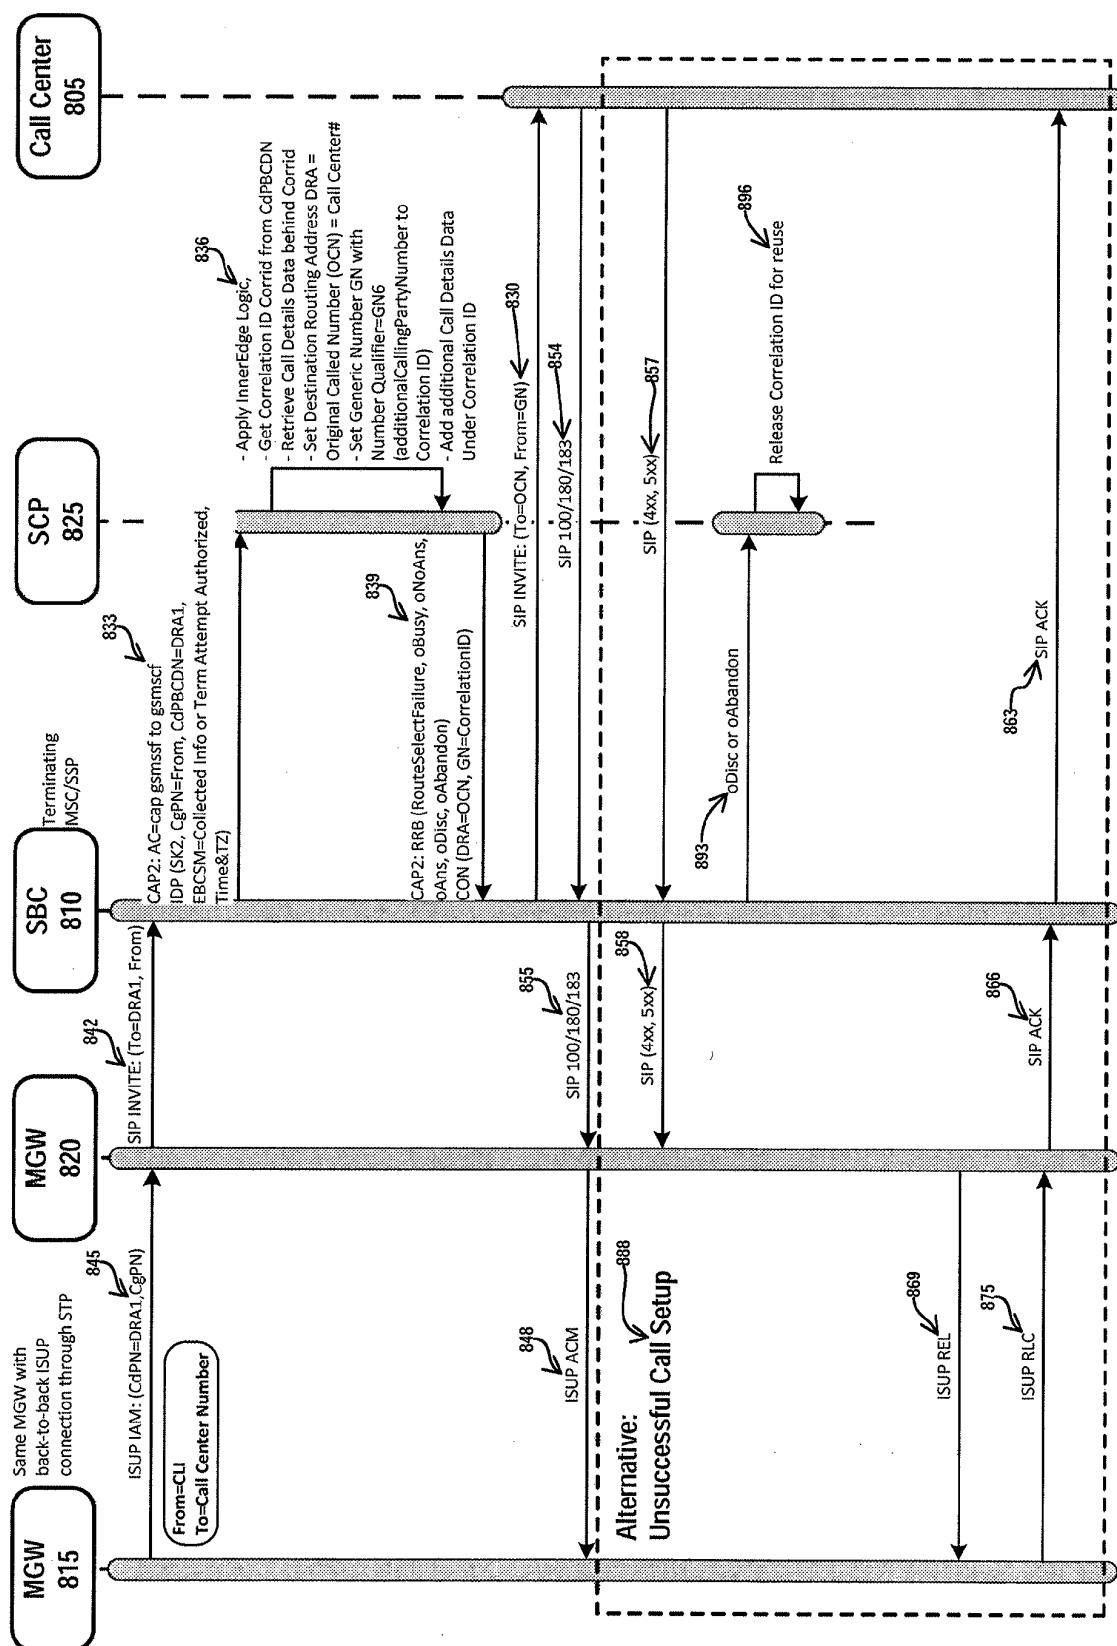 Same MGW with
back-to-back ISUP
connection through STP
MGW
815
MGW
820
SBC
810
Terminating
MSC/SSP
SCP
825
Call Center
805
845
ISUP IAM: (CdPN=DRA1,CgPN)
From=CLI
To=Call Center Number
842
SIP INVITE: (To=DRA1, From)
833
CAP2: AC=cap gsmssf to gsmscf
IDP (SK2, CgPN=From, CdPBCDN=DRA1,
EBCSM=Collected Info or Term Attempt Authorized,
Time&TZ)
836
- Apply InnerEdge Logic,
- Get Correlation ID Corrid from CdPBCDN
- Retrieve Call Details Data behind Corrid
- Set Destination Routing Address DRA =
Original Called Number (OCN) = Call Center#
- Set Generic Number GN with
Number Qualifier=GN6
(additionalCallingPartyNumber to
Correlation ID)
- Add additional Call Details Data
Under Correlation ID
839
CAP2: RRB (RouteSelectFailure, oBusy, oNoAns,
oAns, oDisc, oAbandon)
CON (DRA=OCN, GN=CorrelationID)
SIP INVITE: (To=OCN, From=GN)
830
SIP 100/180/183
854
855
SIP 100/180/183
848
ISUP ACM
Alternative:
Unsuccessful Call Setup
888
SIP (4xx, 5xx)
857
SIP (4xx, 5xx)
858
893
oDisc or oAbandon
Release Correlation ID for reuse
896
869
ISUP REL
863
SIP ACK
866
SIP ACK
875
ISUP RLC